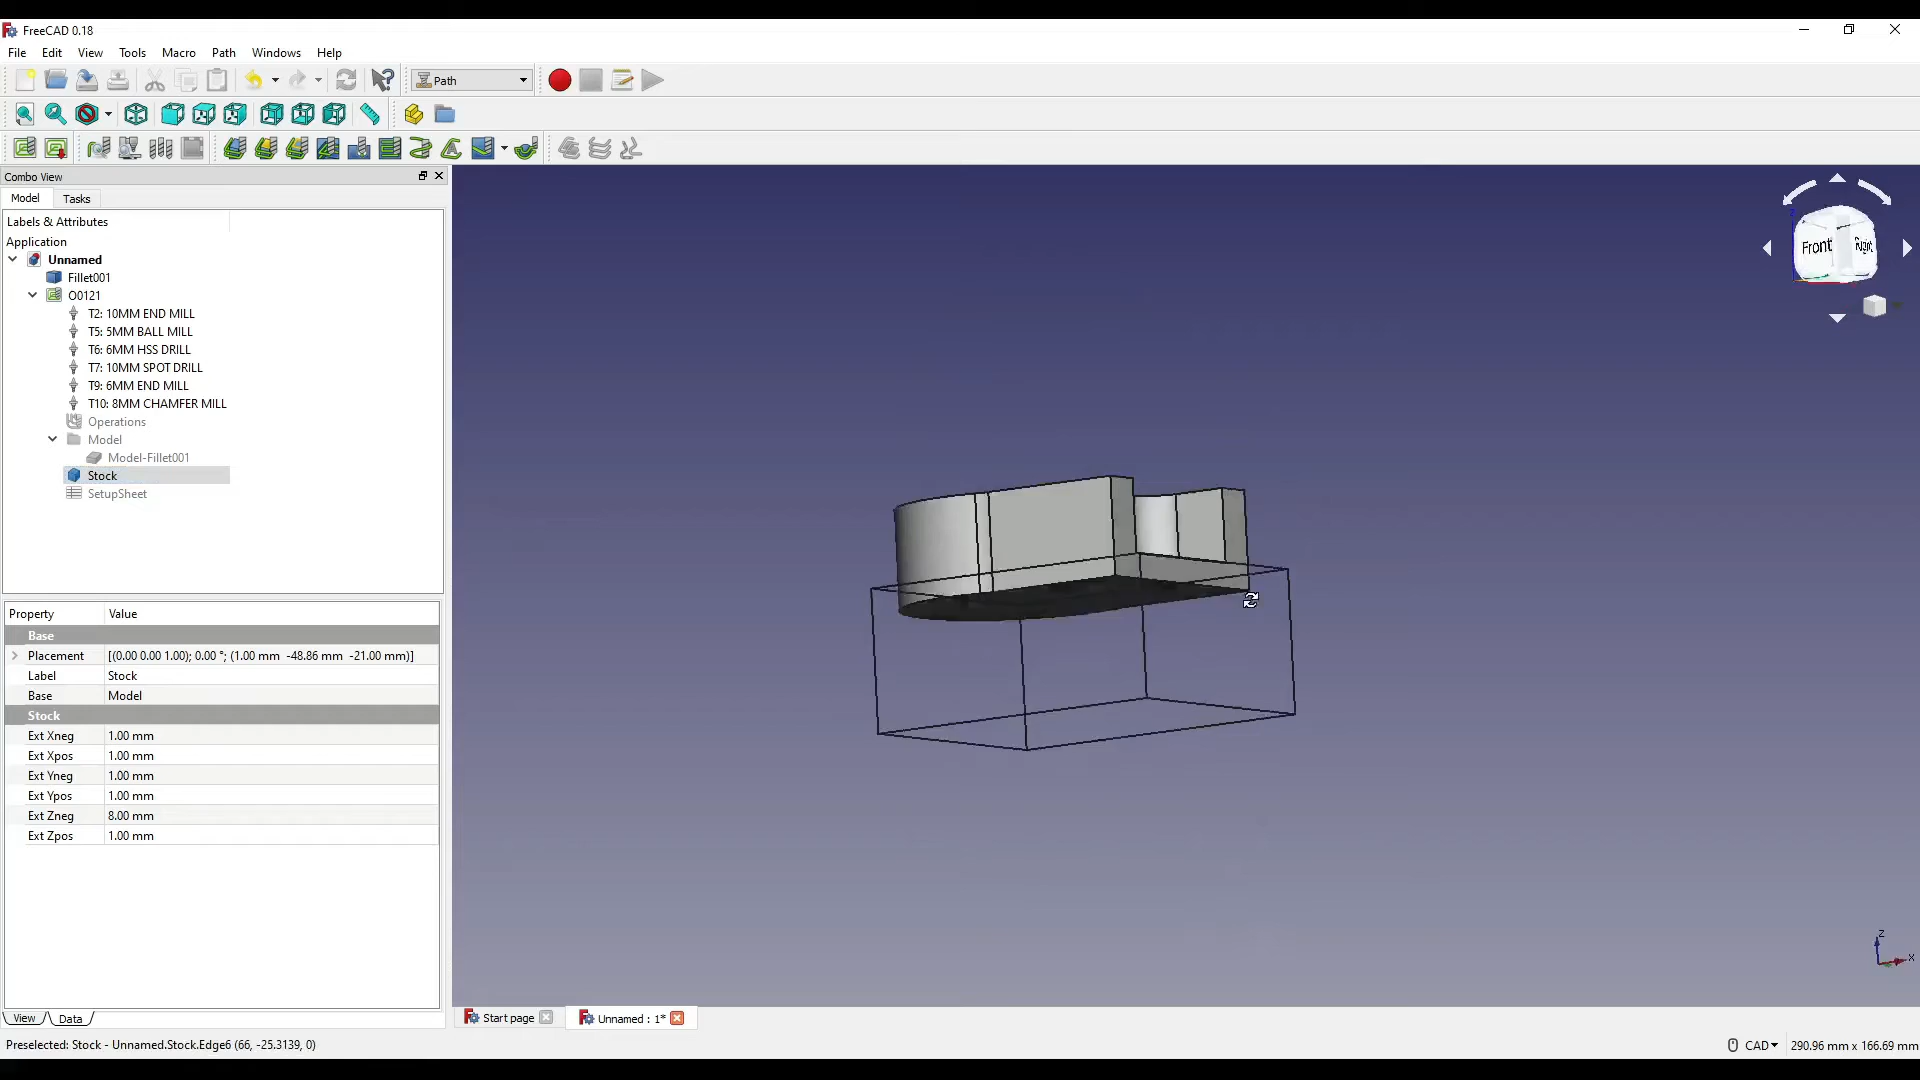 FreeCAD 0.18
File Edit View Tools Macro Path Windows Help
Path
Combo View
Model Tasks
Labels & Attributes
Application
Unnamed
Fillet001
O0121
T2: 10MM END MILL
T5: 5MM BALL MILL
T6: 6MM HSS DRILL
T7: 10MM SPOT DRILL
T9: 6MM END MILL
T10: 8MM CHAMFER MILL
Operations
Model
Model-Fillet001
Stock
SetupSheet
Front Right
Property Value
Base
Placement [(0.00 0.00 1.00); 0.00 °; (1.00 mm -48.86 mm -21.00 mm)]
Label Stock
Base Model
Stock
Ext Xneg 1.00 mm
Ext Xpos 1.00 mm
Ext Yneg 1.00 mm
Ext Ypos 1.00 mm
Ext Zneg 8.00 mm
Ext Zpos 1.00 mm
Z
X
View Data
Start page Unnamed : 1*
Preselected: Stock - Unnamed.Stock.Edge6 (66, -25.3139, 0) CAD 290.96 mm x 166.69 mm